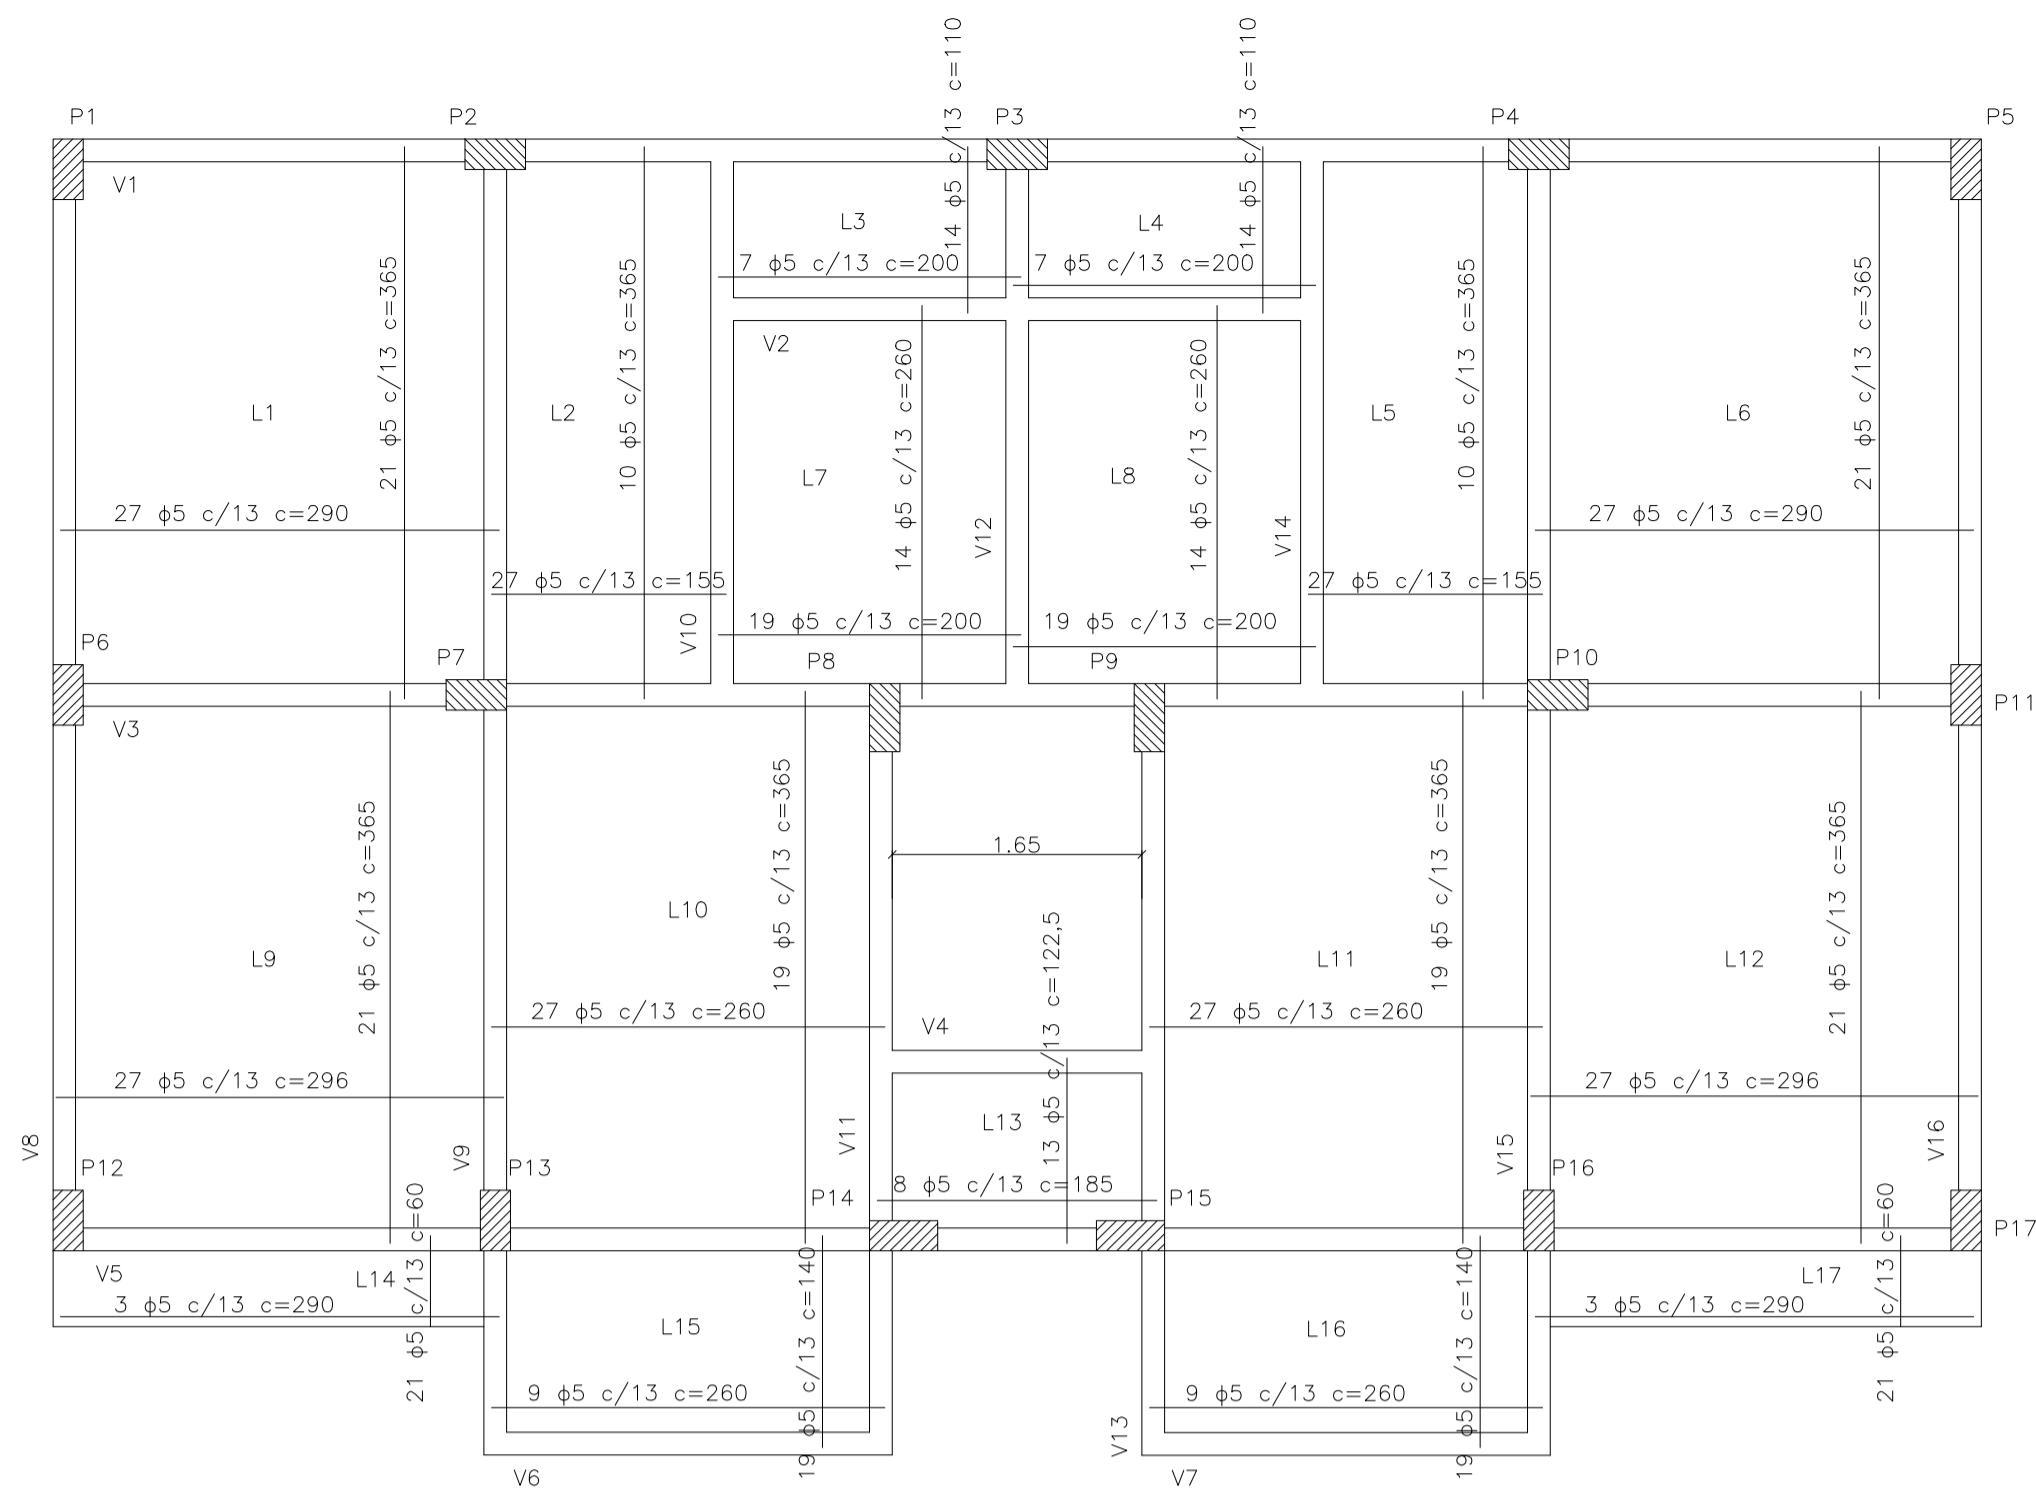 14 ϕ5 c/13 c=110
14 ϕ5 c/13 c=110
P1
P2
P3
P4
P5
V1
L3
L4
7 ϕ5 c/13 c=200
7 ϕ5 c/13 c=200
21 ϕ5 c/13 c=365
10 ϕ5 c/13 c=365
10 ϕ5 c/13 c=365
21 ϕ5 c/13 c=365
V2
14 ϕ5 c/13 c=260
14 ϕ5 c/13 c=260
L1
L2
L5
L6
L7
L8
27 ϕ5 c/13 c=290
27 ϕ5 c/13 c=290
V12
V14
27 ϕ5 c/13 c=155
27 ϕ5 c/13 c=155
19 ϕ5 c/13 c=200
19 ϕ5 c/13 c=200
V10
P6
P7
P8
P9
P10
P11
V3
19 ϕ5 c/13 c=365
19 ϕ5 c/13 c=365
21 ϕ5 c/13 c=365
21 ϕ5 c/13 c=365
1.65
L10
L9
L11
L12
13 ϕ5 c/13 c=122,5
27 ϕ5 c/13 c=260
V4
27 ϕ5 c/13 c=260
27 ϕ5 c/13 c=296
27 ϕ5 c/13 c=296
L13
V8
V9
V11
V15
V16
P12
P13
P16
8 ϕ5 c/13 c=185
P14
P15
P17
21 ϕ5 c/13 c=60
21 ϕ5 c/13 c=60
V5
L14
L17
3 ϕ5 c/13 c=290
3 ϕ5 c/13 c=290
L15
L16
19 ϕ5 c/13 c=140
19 ϕ5 c/13 c=140
9 ϕ5 c/13 c=260
9 ϕ5 c/13 c=260
V13
V6
V7